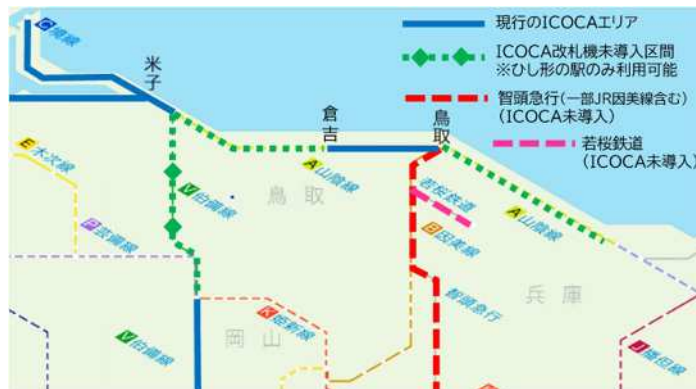 現行のICOCAエリア
ICOCA改札機未導入区間
※ひし形の駅のみ利用可能
智頭急行(一部JR因美線含む)
(ICOCA未導入)
若桜鉄道
(ICOCA未導入)
C 境線
米子
倉吉
鳥取
E 木次線
A 山陰線
若桜鉄道
V 伯備線
鳥取
A 山陰線
P 芸備線
B 因美線
智頭急行
兵庫
K 姫新線
岡山
V 伯備線
J 播但線